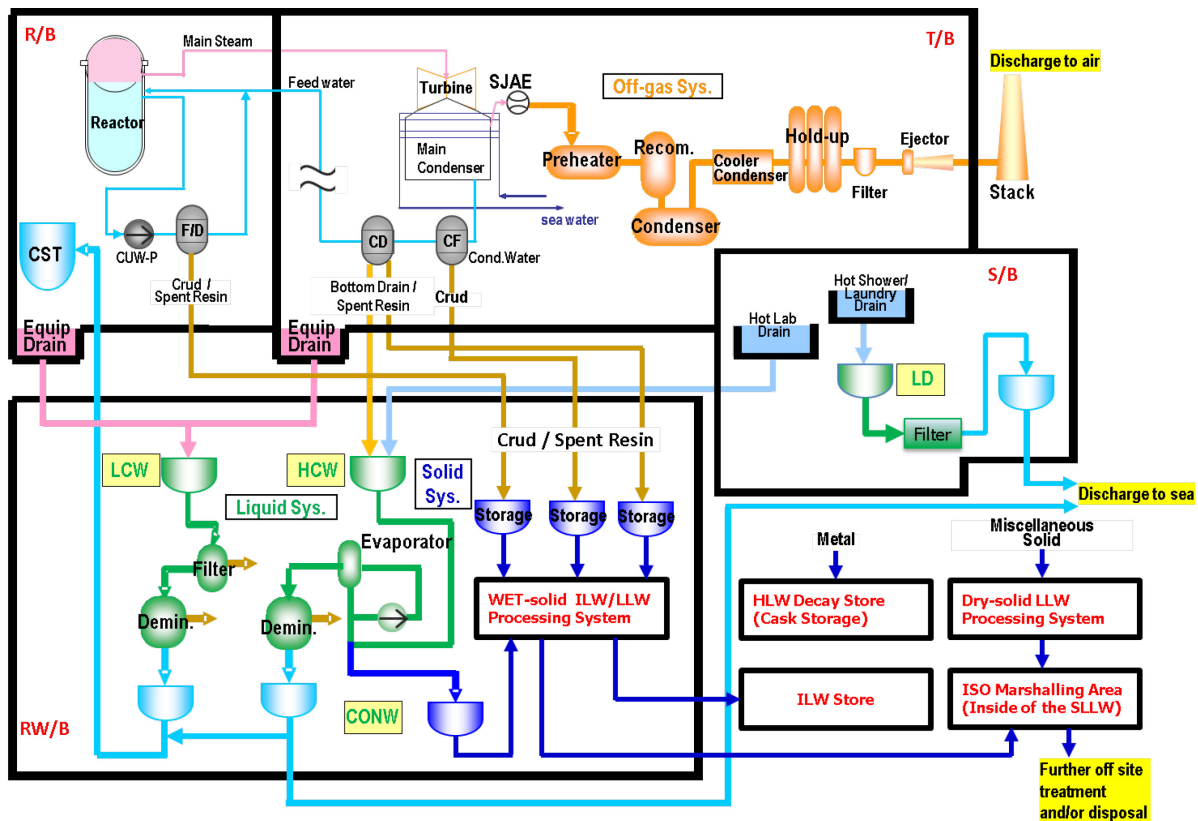 R/B
Main Steam
T/B
Discharge to air
Feed water
Turbine
SJAE
Off-gas Sys.
Reactor
Main
Condenser
Preheater
Recom.
Cooler
Condenser
Hold-up
Filter
Ejector
Stack
Condenser
sea water
CST
CUW-P
F/D
CD
CF
Cond.Water
Crud /
Spent Resin
Bottom Drain /
Spent Resin
Crud
S/B
Hot Shower/
Laundry
Drain
Hot Lab
Drain
Equip
Drain
Equip
Drain
LD
Filter
Crud / Spent Resin
LCW
HCW
Solid
Sys.
Liquid Sys.
Storage
Storage
Storage
Discharge to sea
Evaporator
Filter
Metal
Miscellaneous
Solid
Demin.
Demin.
WET-solid ILW/LLW
Processing System
HLW Decay Store
(Cask Storage)
Dry-solid LLW
Processing System
CONW
ILW Store
ISO Marshalling Area
(Inside of the SLLW)
RW/B
Further off site
treatment
and/or disposal